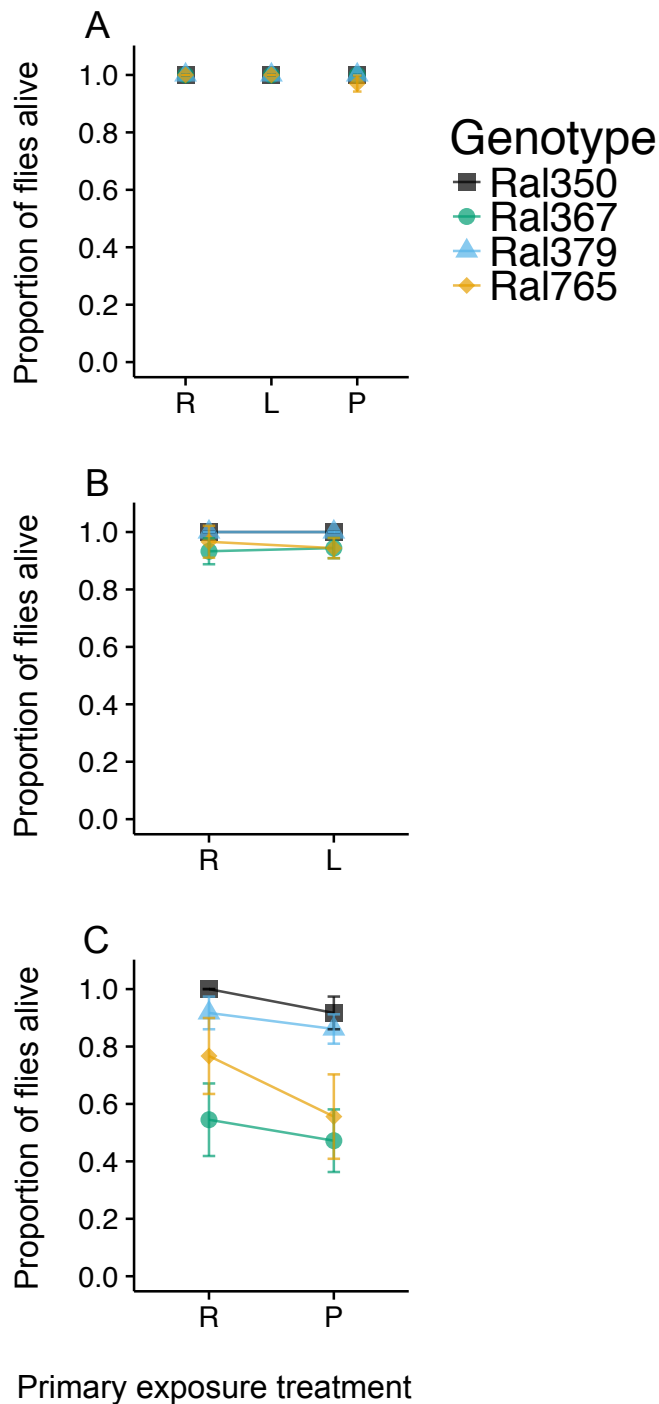 A
Proportion of flies alive
1.0
0.8
0.6
0.4
0.2
0.0
R L P
Genotype
Ral350
Ral367
Ral379
Ral765
B
Proportion of flies alive
1.0
0.8
0.6
0.4
0.2
0.0
R L
C
Proportion of flies alive
1.0
0.8
0.6
0.4
0.2
0.0
R P
Primary exposure treatment